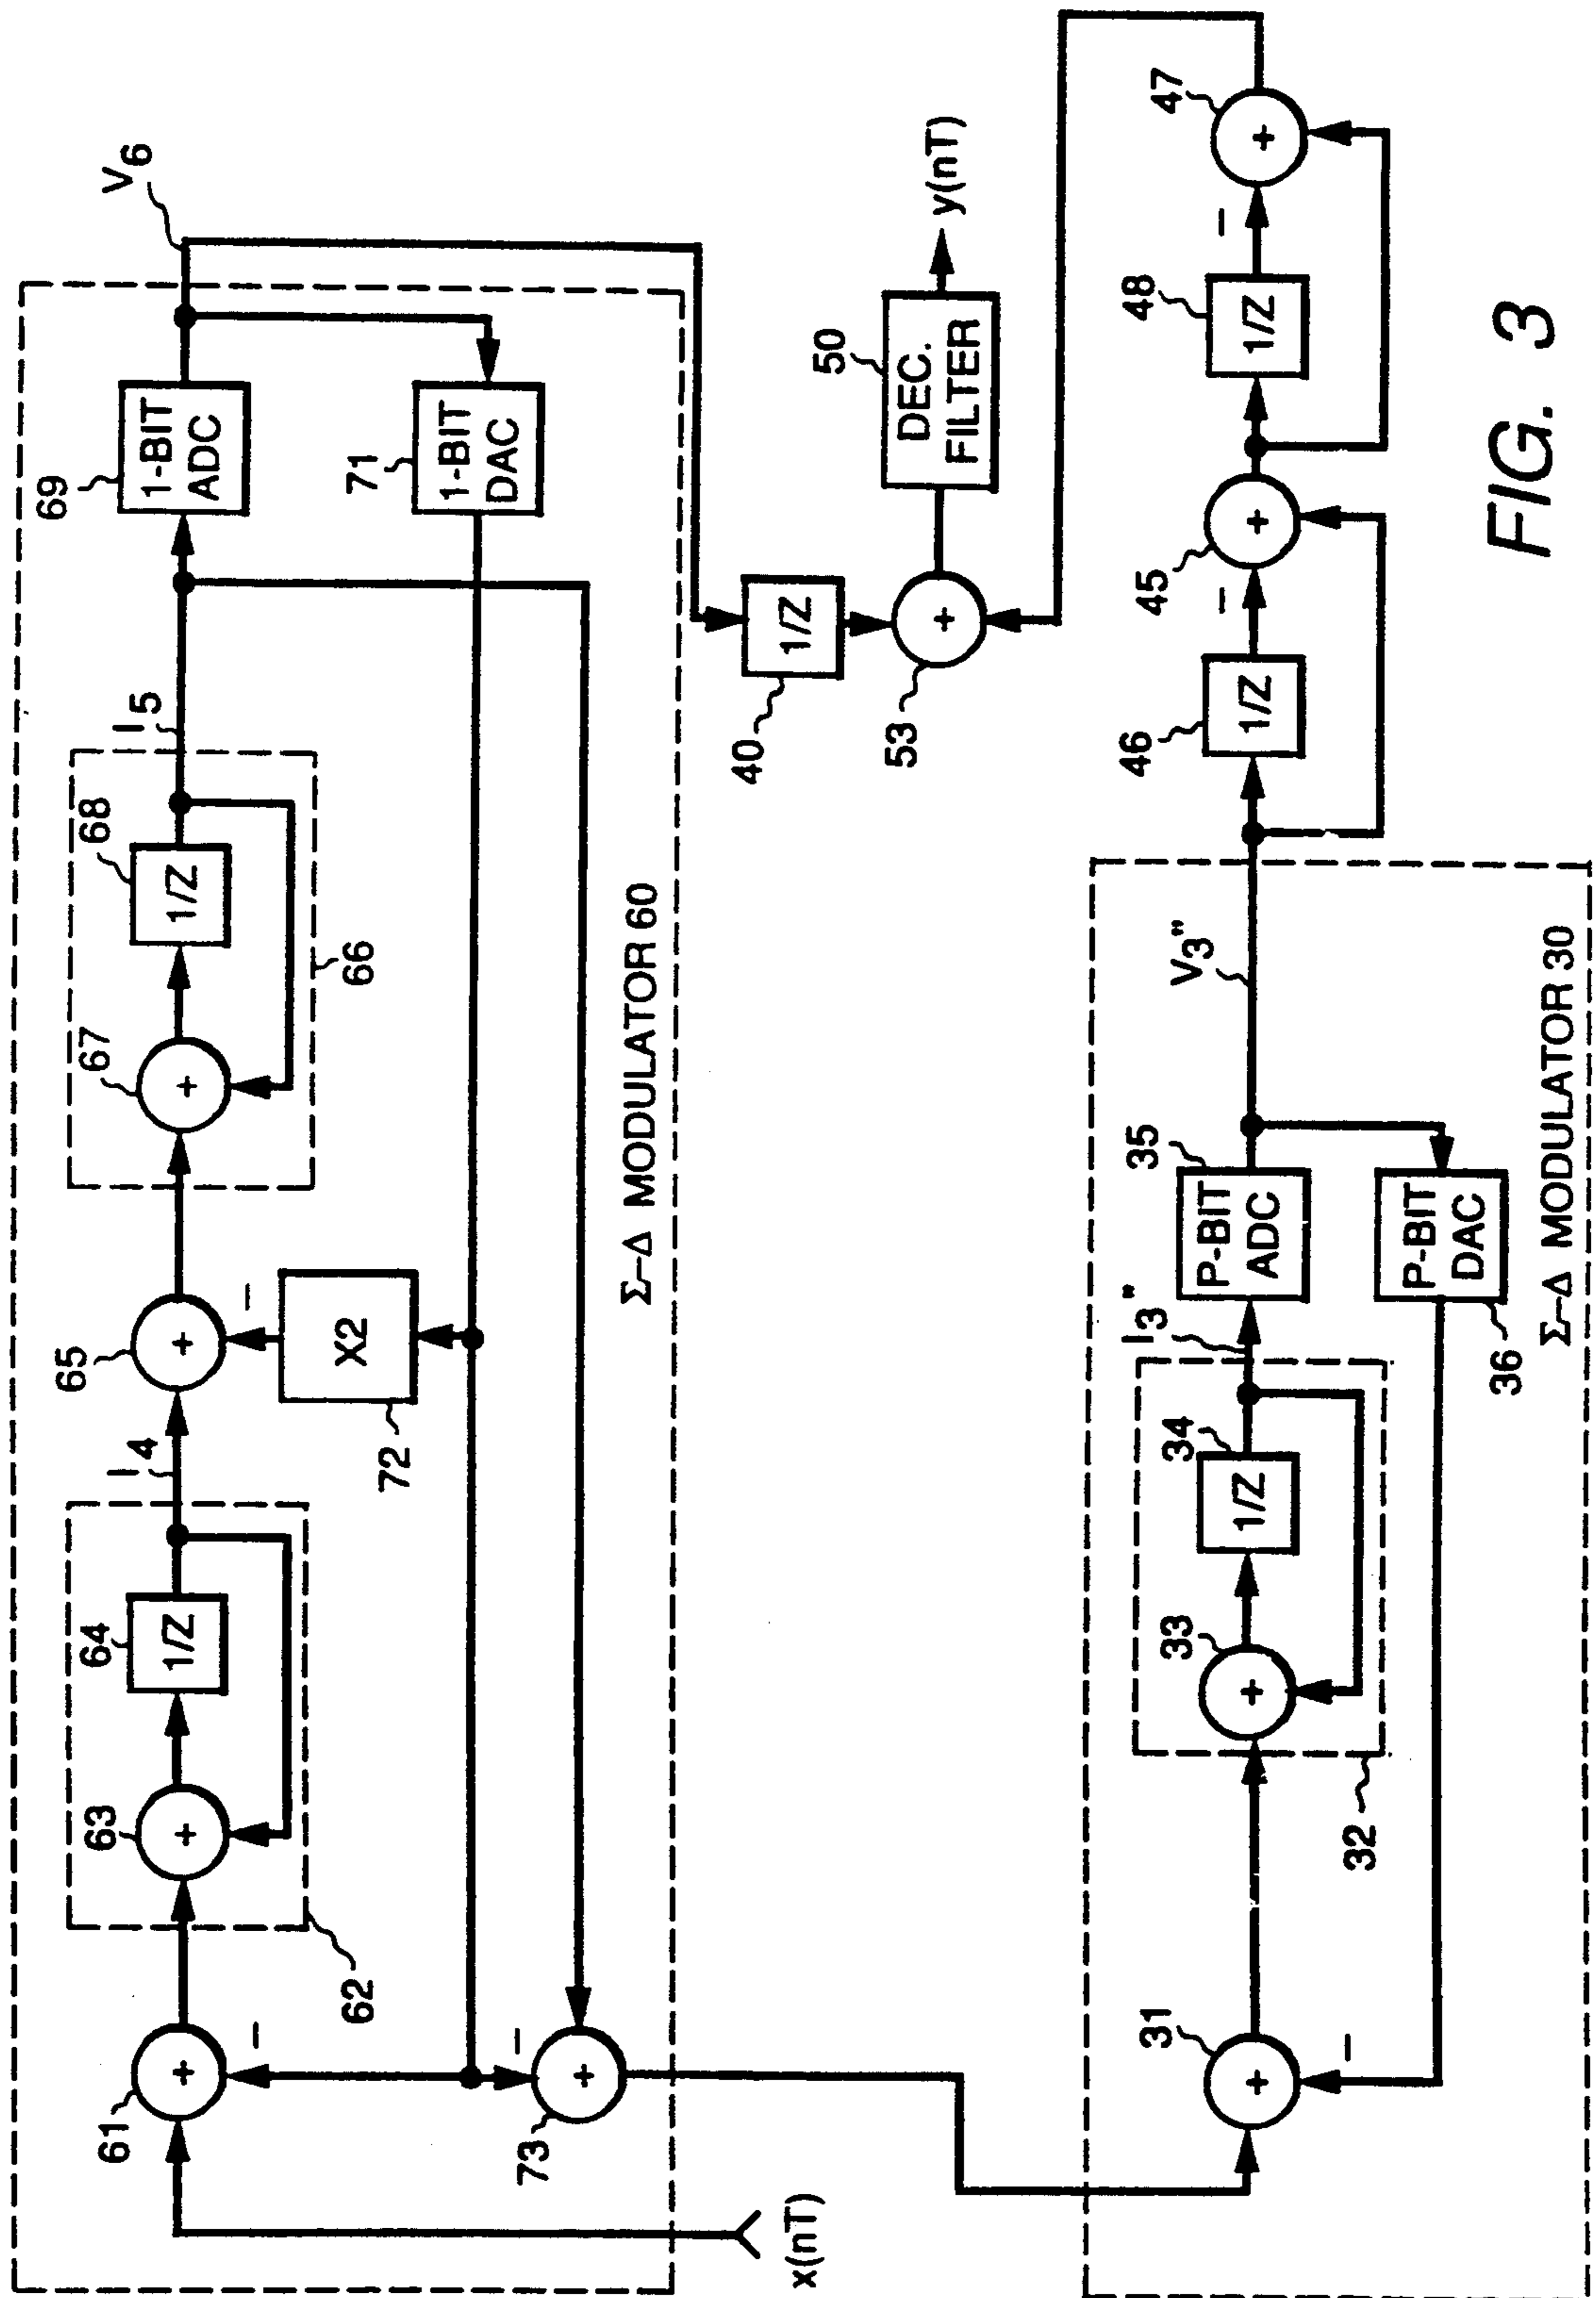 61
+
–
62
63
+
64
1/Z
I4
65
+
–
X2
72
66
67
+
68
1/Z
I5
69
1-BIT
ADC
V6
71
1-BIT
DAC
73
+
–
x(nT)
Σ–Δ MODULATOR 60
40
1/Z
53
+
50
DEC.
FILTER
y(nT)
31
+
–
32
33
+
34
1/Z
I3"
35
P-BIT
ADC
P-BIT
DAC
36
V3"
Σ–Δ MODULATOR 30
46
1/Z
–
45
+
48
1/Z
–
47
+
FIG. 3